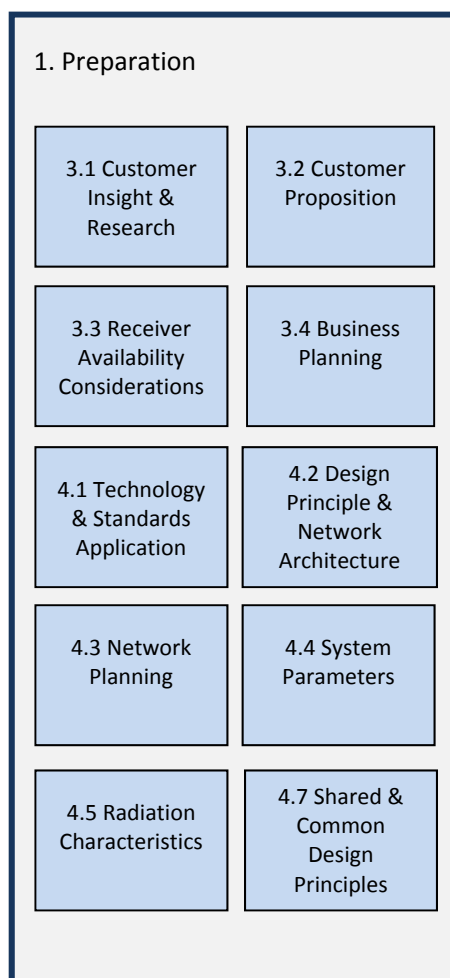 1. Preparation
3.1 Customer
Insight &
Research
3.2 Customer
Proposition
3.3 Receiver
Availability
Considerations
3.4 Business
Planning
4.1 Technology
& Standards
Application
4.2 Design
Principle &
Network
Architecture
4.3 Network
Planning
4.4 System
Parameters
4.5 Radiation
Characteristics
4.7 Shared &
Common
Design
Principles